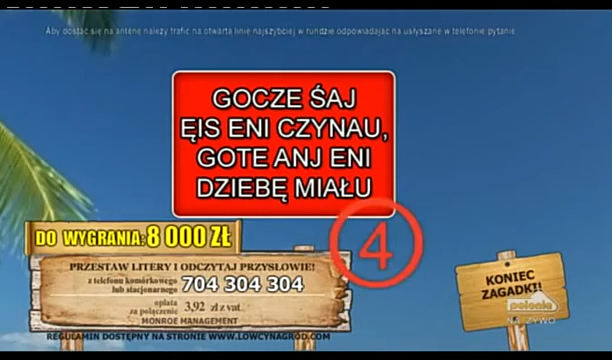 Aby dostać się na antenę należy trafić na otwartą linię najszybciej w rundzie odpowiadając na usłyszane w telefonie pytanie
GOCZE ŚAJ
ĘIS ENI CZYNAU,
GOTE ANJ ENI
DZIEBĘ MIAŁU
4
DO WYGRANIA: 8 000 ZŁ
PRZESTAW LITERY I ODCZYTAJ PRZYSŁOWIE!
z telefonu komórkowego
lub stacjonarnego
704 304 304
opłata
za połączenie
3,92 zł z vat
MONROE MANAGEMENT
REGULAMIN DOSTĘPNY NA STRONIE WWW.LOWCYNAGROD.COM
KONIEC
ZAGADKI!
polonia
NA ŻYWO